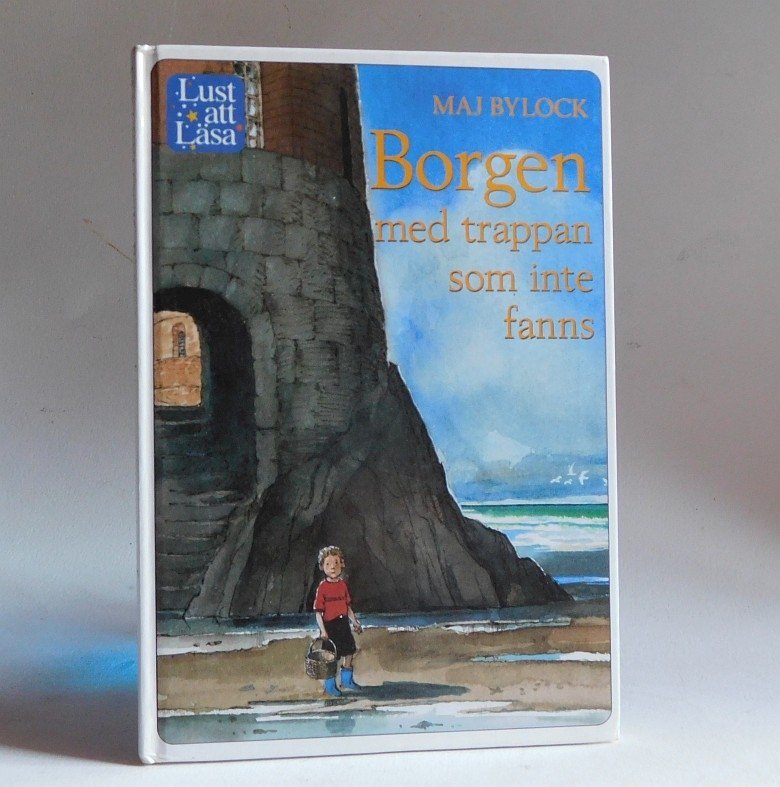 Lust
att
Läsa
MAJ BYLOCK
Borgen
med trappan
som inte
fanns